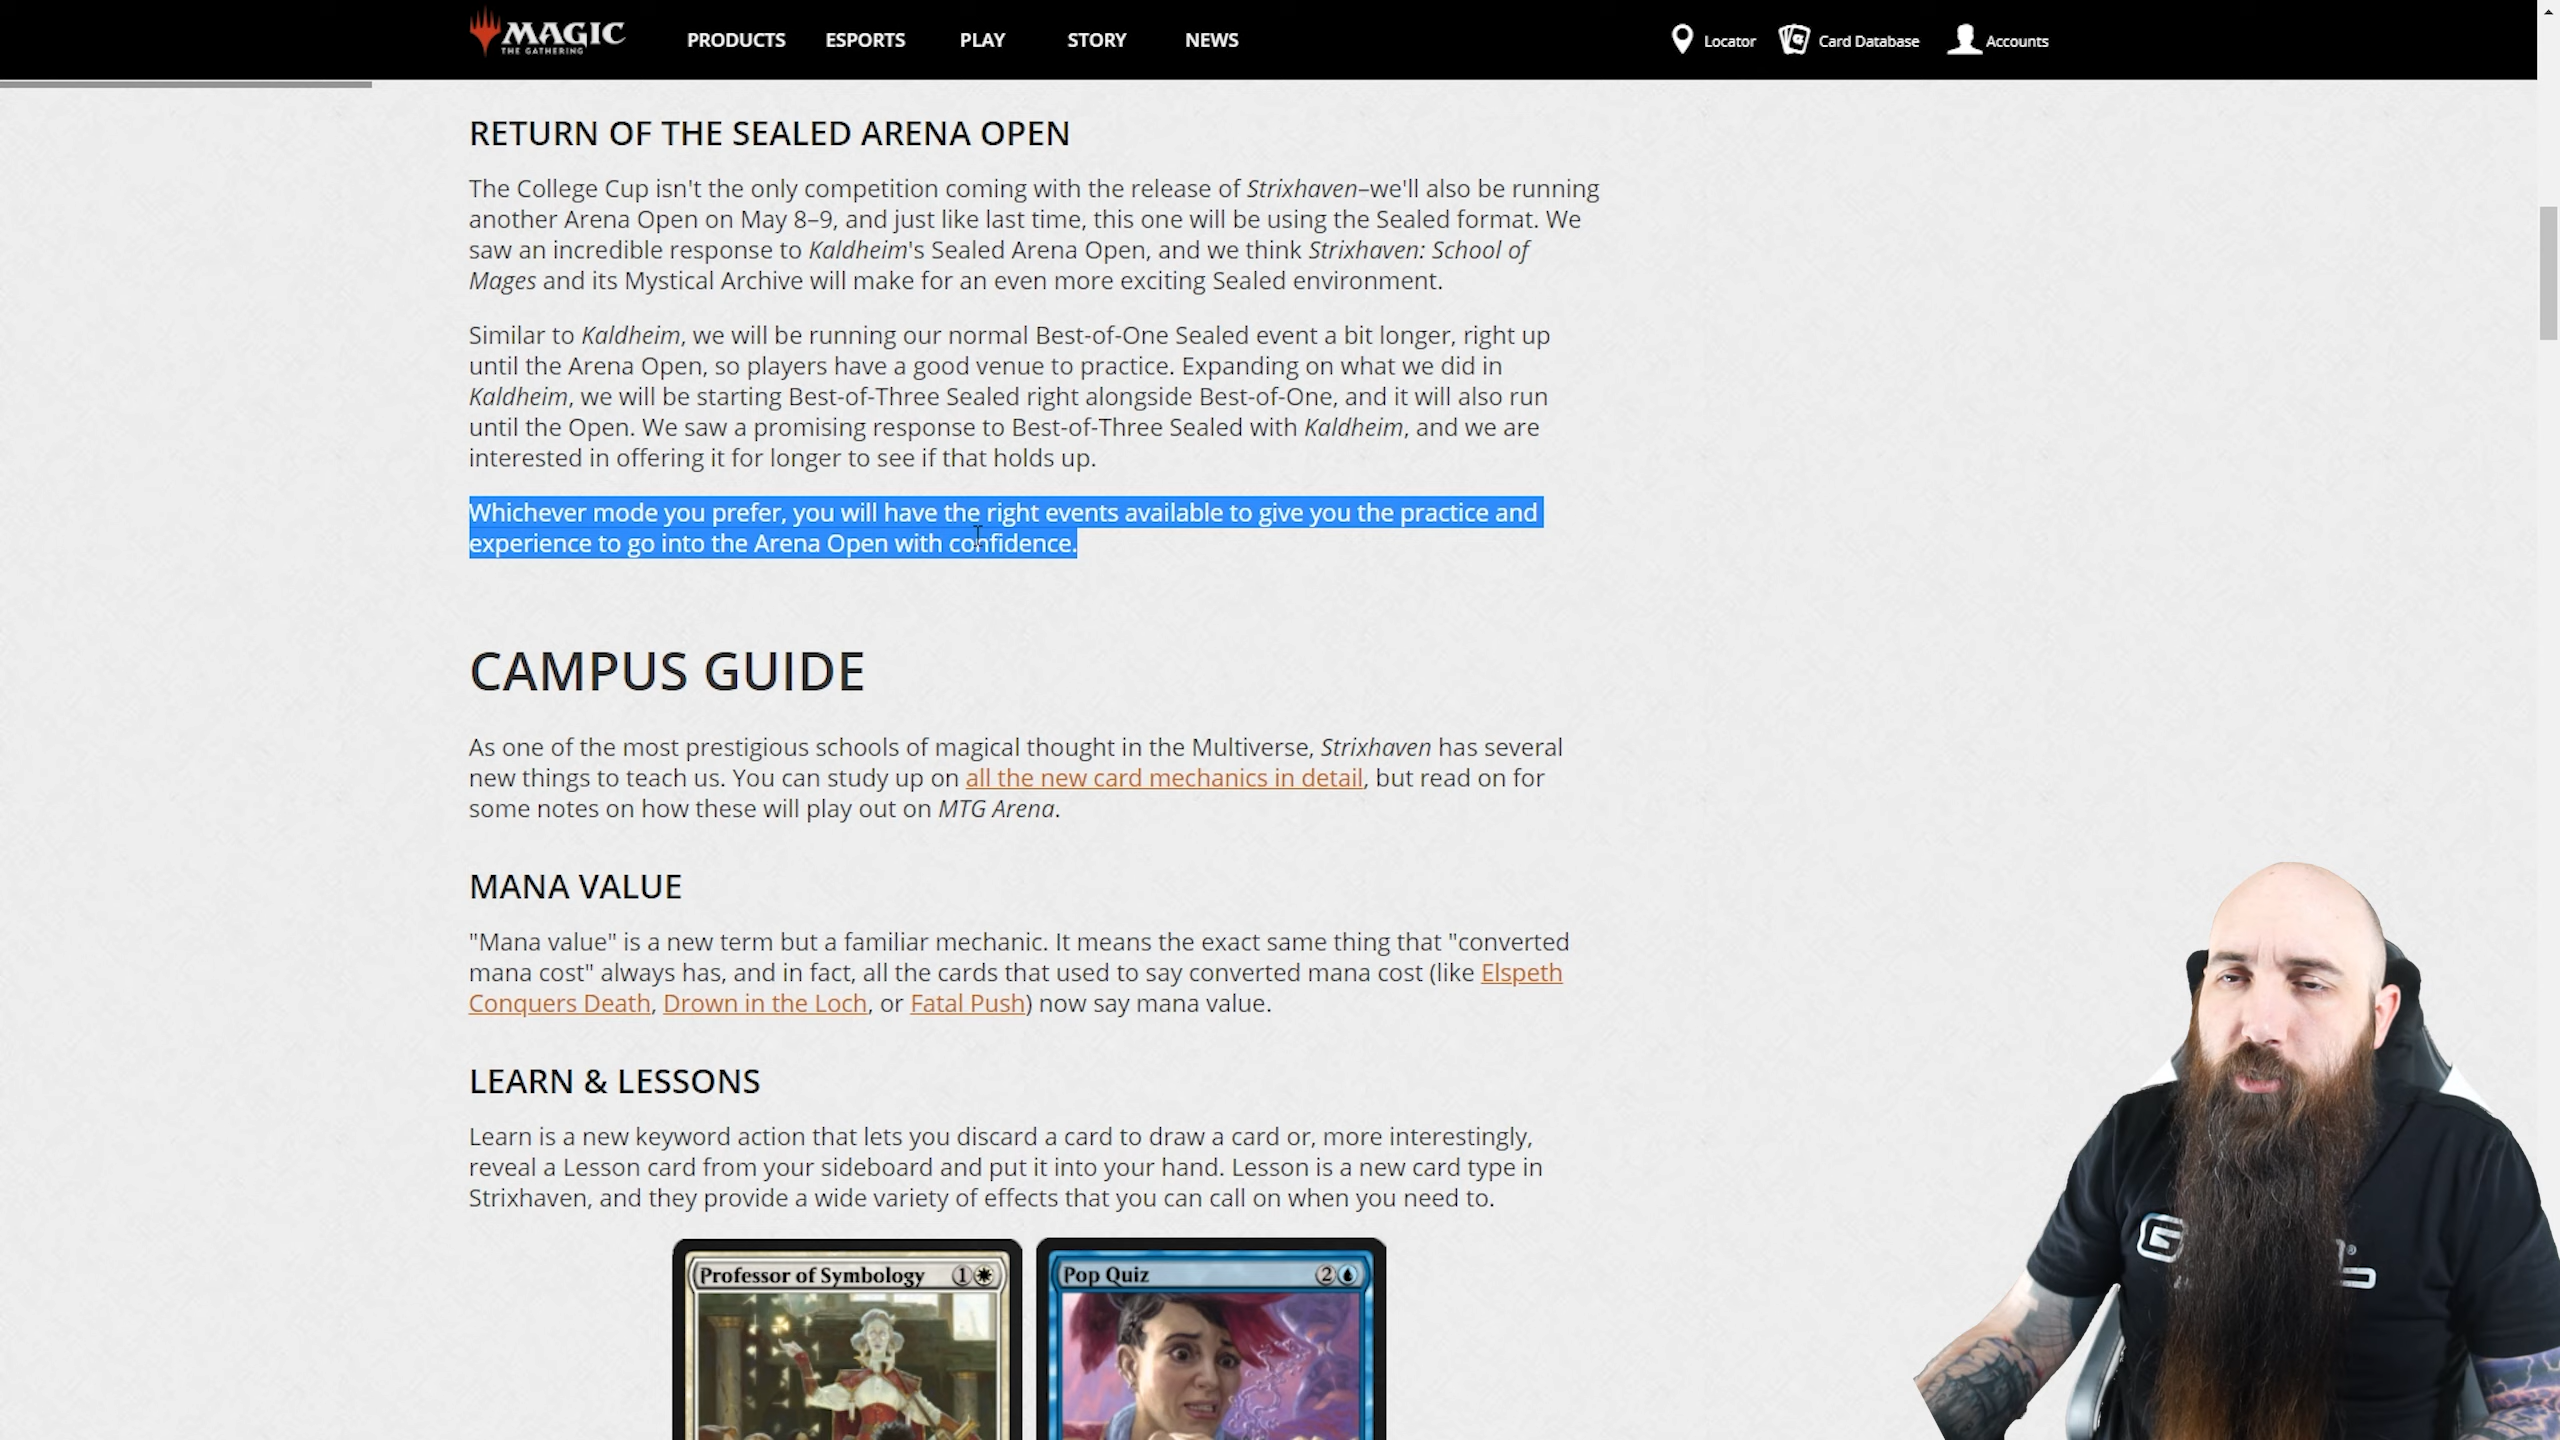 MAGIC
THE GATHERING
PRODUCTS ESPORTS PLAY STORY NEWS
Locator Card Database Accounts
RETURN OF THE SEALED ARENA OPEN
The College Cup isn't the only competition coming with the release of Strixhaven–we'll also be running
another Arena Open on May 8–9, and just like last time, this one will be using the Sealed format. We
saw an incredible response to Kaldheim's Sealed Arena Open, and we think Strixhaven: School of
Mages and its Mystical Archive will make for an even more exciting Sealed environment.
Similar to Kaldheim, we will be running our normal Best-of-One Sealed event a bit longer, right up
until the Arena Open, so players have a good venue to practice. Expanding on what we did in
Kaldheim, we will be starting Best-of-Three Sealed right alongside Best-of-One, and it will also run
until the Open. We saw a promising response to Best-of-Three Sealed with Kaldheim, and we are
interested in offering it for longer to see if that holds up.
Whichever mode you prefer, you will have the right events available to give you the practice and
experience to go into the Arena Open with confidence.
CAMPUS GUIDE
As one of the most prestigious schools of magical thought in the Multiverse, Strixhaven has several
new things to teach us. You can study up on all the new card mechanics in detail, but read on for
some notes on how these will play out on MTG Arena.
MANA VALUE
"Mana value" is a new term but a familiar mechanic. It means the exact same thing that "converted
mana cost" always has, and in fact, all the cards that used to say converted mana cost (like Elspeth
Conquers Death, Drown in the Loch, or Fatal Push) now say mana value.
LEARN & LESSONS
Learn is a new keyword action that lets you discard a card to draw a card or, more interestingly,
reveal a Lesson card from your sideboard and put it into your hand. Lesson is a new card type in
Strixhaven, and they provide a wide variety of effects that you can call on when you need to.
Professor of Symbology 1
Pop Quiz 2